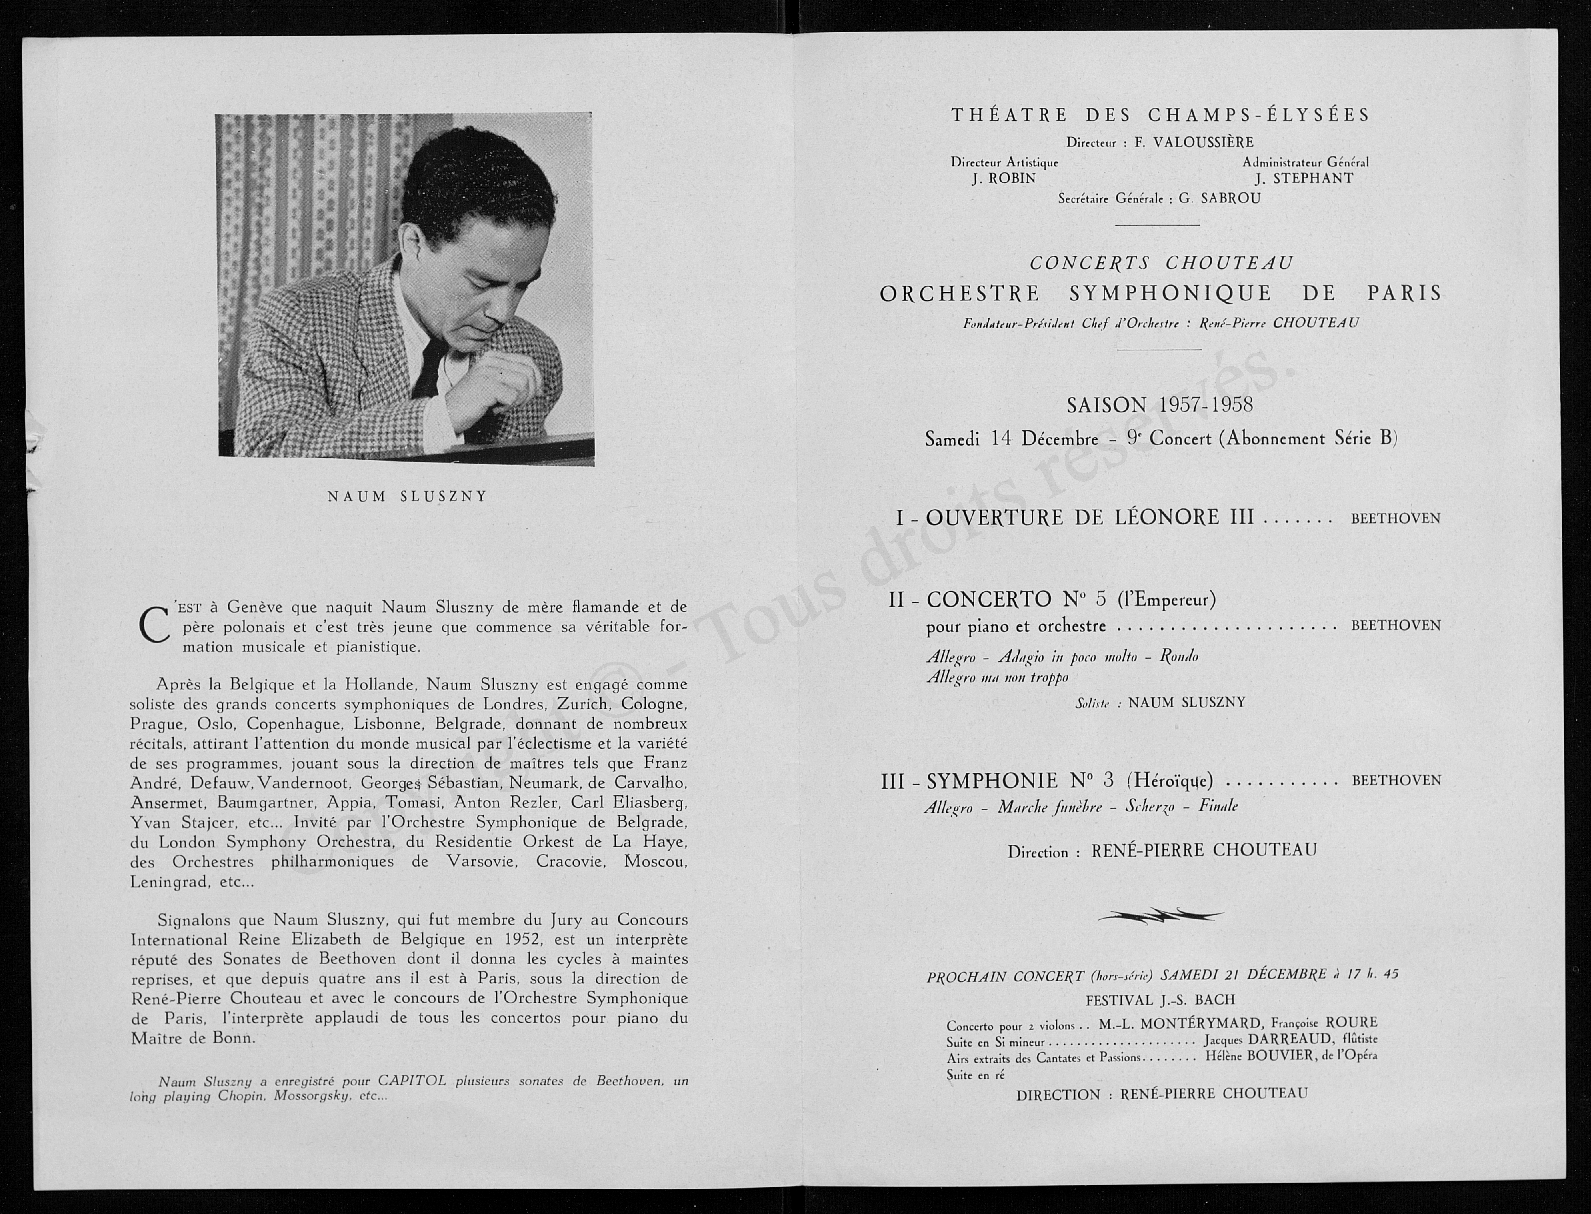 NAUM SLUSZNY
C'EST à Genève que naquit Naum Sluszny de mère flamande et de
père polonais et c'est très jeune que commence sa véritable for-
mation musicale et pianistique.
Après la Belgique et la Hollande, Naum Sluszny est engagé comme
soliste des grands concerts symphoniques de Londres, Zurich, Cologne,
Prague, Oslo, Copenhague, Lisbonne, Belgrade, donnant de nombreux
récitals, attirant l'attention du monde musical par l'éclectisme et la variété
de ses programmes, jouant sous la direction de maîtres tels que Franz
André, Defauw, Vandernoot, Georges Sébastian, Neumark, de Carvalho,
Ansermet, Baumgartner, Appia, Tomasi, Anton Rezler, Carl Eliasberg,
Yvan Stajcer, etc... Invité par l'Orchestre Symphonique de Belgrade,
du London Symphony Orchestra, du Residentie Orkest de La Haye,
des Orchestres philharmoniques de Varsovie, Cracovie, Moscou,
Leningrad, etc...
Signalons que Naum Sluszny, qui fut membre du Jury au Concours
International Reine Elizabeth de Belgique en 1952, est un interprète
réputé des Sonates de Beethoven dont il donna les cycles à maintes
reprises, et que depuis quatre ans il est à Paris, sous la direction de
René-Pierre Chouteau et avec le concours de l'Orchestre Symphonique
de Paris, l'interprète applaudi de tous les concertos pour piano du
Maître de Bonn.
Naum Sluszny a enregistré pour CAPITOL plusieurs sonates de Beethoven, un
long playing Chopin, Mossorgsky, etc...
THÉATRE DES CHAMPS-ÉLYSÉES
Directeur : F. VALOUSSIÈRE
Directeur Artistique Administrateur Général
J. ROBIN J. STEPHANT
Secrétaire Générale : G. SABROU
CONCERTS CHOUTEAU
ORCHESTRE SYMPHONIQUE DE PARIS
Fondateur-Président Chef d'Orchestre : René-Pierre CHOUTEAU
SAISON 1957-1958
Samedi 14 Décembre - 9e Concert (Abonnement Série B)
I - OUVERTURE DE LÉONORE III ....... BEETHOVEN
II - CONCERTO No 5 (l'Empereur)
pour piano et orchestre ..................... BEETHOVEN
Allegro - Adagio in poco molto - Rondo
Allegro ma non troppo
Soliste : NAUM SLUSZNY
III - SYMPHONIE No 3 (Héroïque) ........... BEETHOVEN
Allegro - Marche funèbre - Scherzo - Finale
Direction : RENÉ-PIERRE CHOUTEAU
PROCHAIN CONCERT (hors-série) SAMEDI 21 DÉCEMBRE à 17 h. 45
FESTIVAL J.-S. BACH
Concerto pour 2 violons .. M.-L. MONTÉRYMARD, Françoise ROURE
Suite en Si mineur ..................... Jacques DARREAUD, flûtiste
Airs extraits des Cantates et Passions........ Hélène BOUVIER, de l'Opéra
Suite en ré
DIRECTION : RENÉ-PIERRE CHOUTEAU
Copyright © - Tous droits réservés.